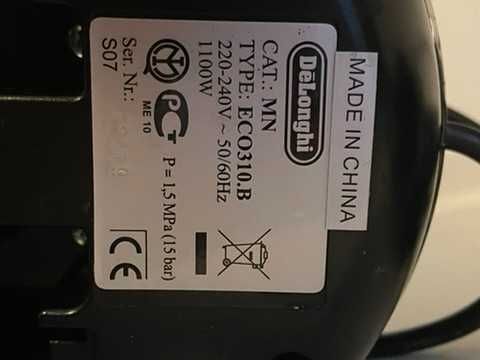 DeLonghi
MADE IN CHINA
CAT.: MN
TYPE: ECO310.B
220-240V ~ 50/60Hz
1100W
ME 10
P = 1,5 MPa (15 bar)
CE
Ser. Nr.:
S07